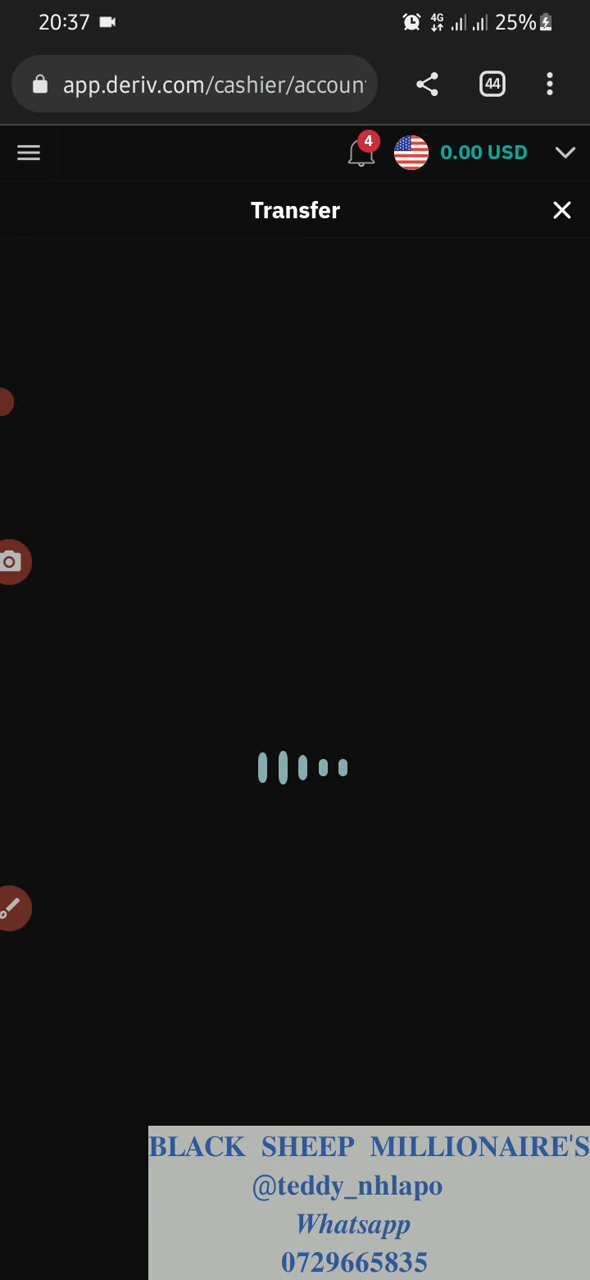 20:37 4G 25%
app.deriv.com/cashier/accoun 44
4 0.00 USD
Transfer
BLACK SHEEP MILLIONAIRE'S
@teddy_nhlapo
Whatsapp
0729665835